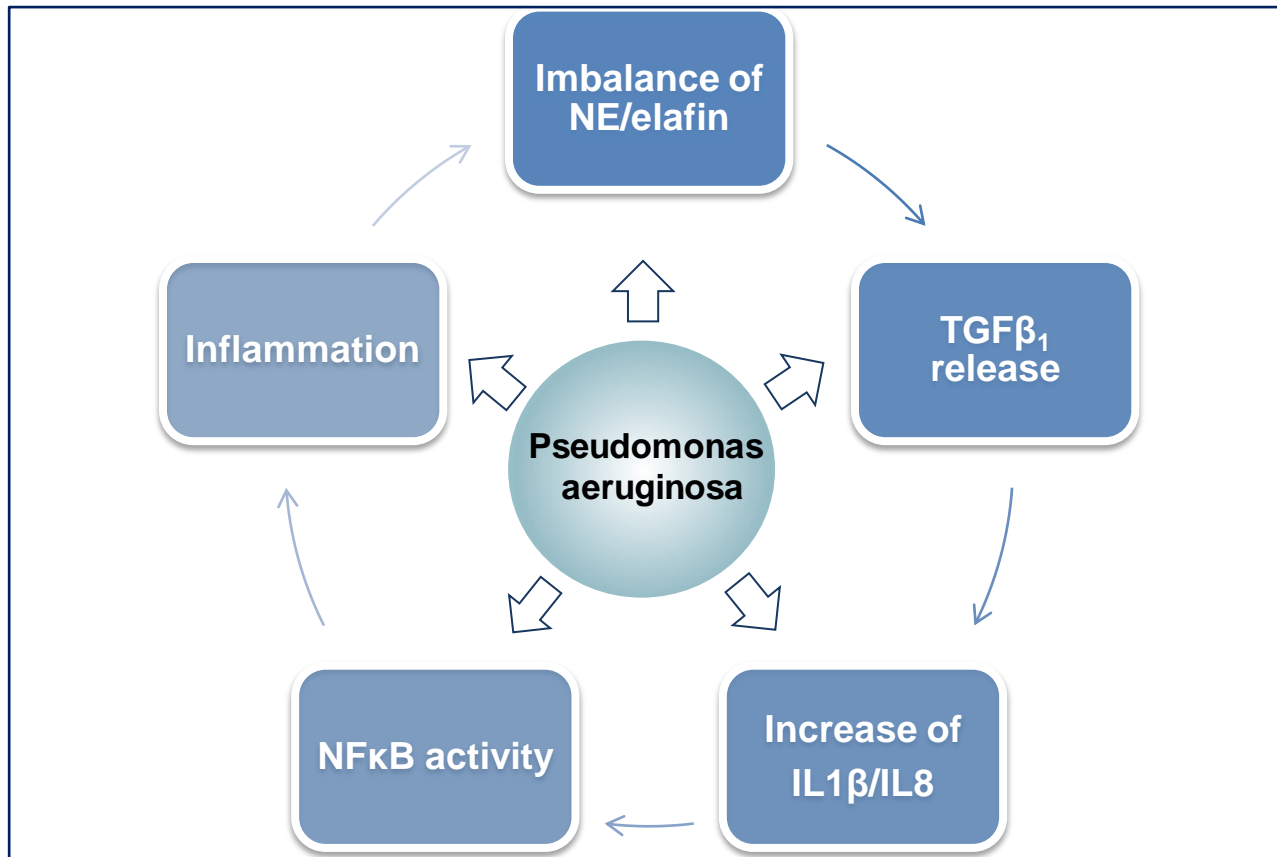 Imbalance of
NE/elafin
TGFβ₁
release
Increase of
IL1β/IL8
NFκB activity
Inflammation
Pseudomonas
aeruginosa